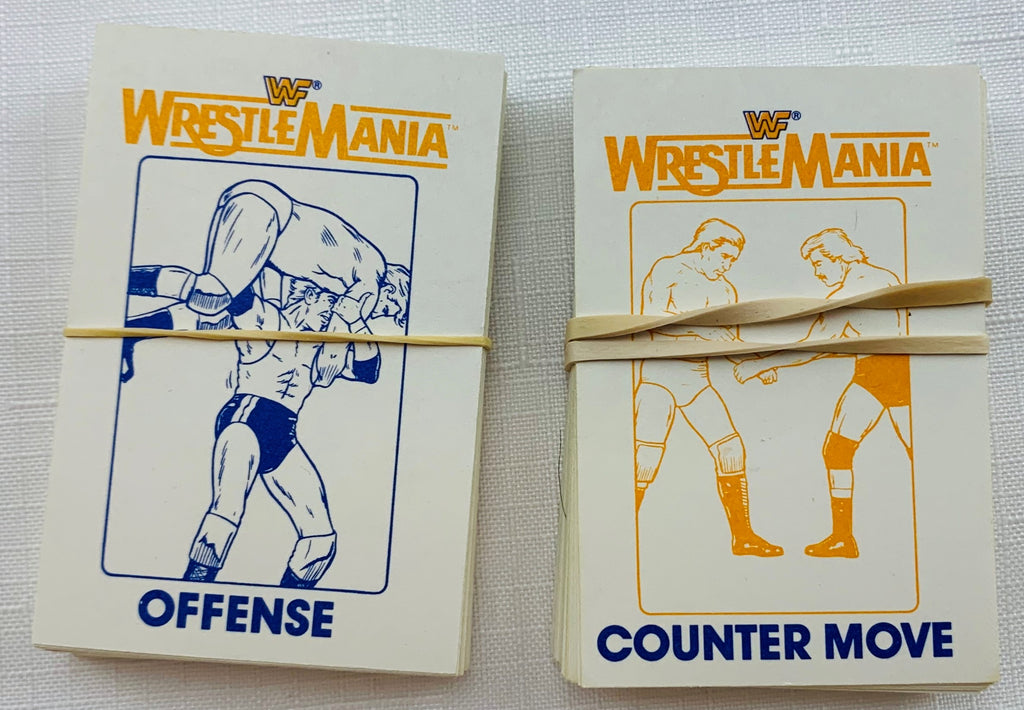 WF®
WRESTLEMANIA™
OFFENSE
WF®
WRESTLEMANIA™
COUNTER MOVE